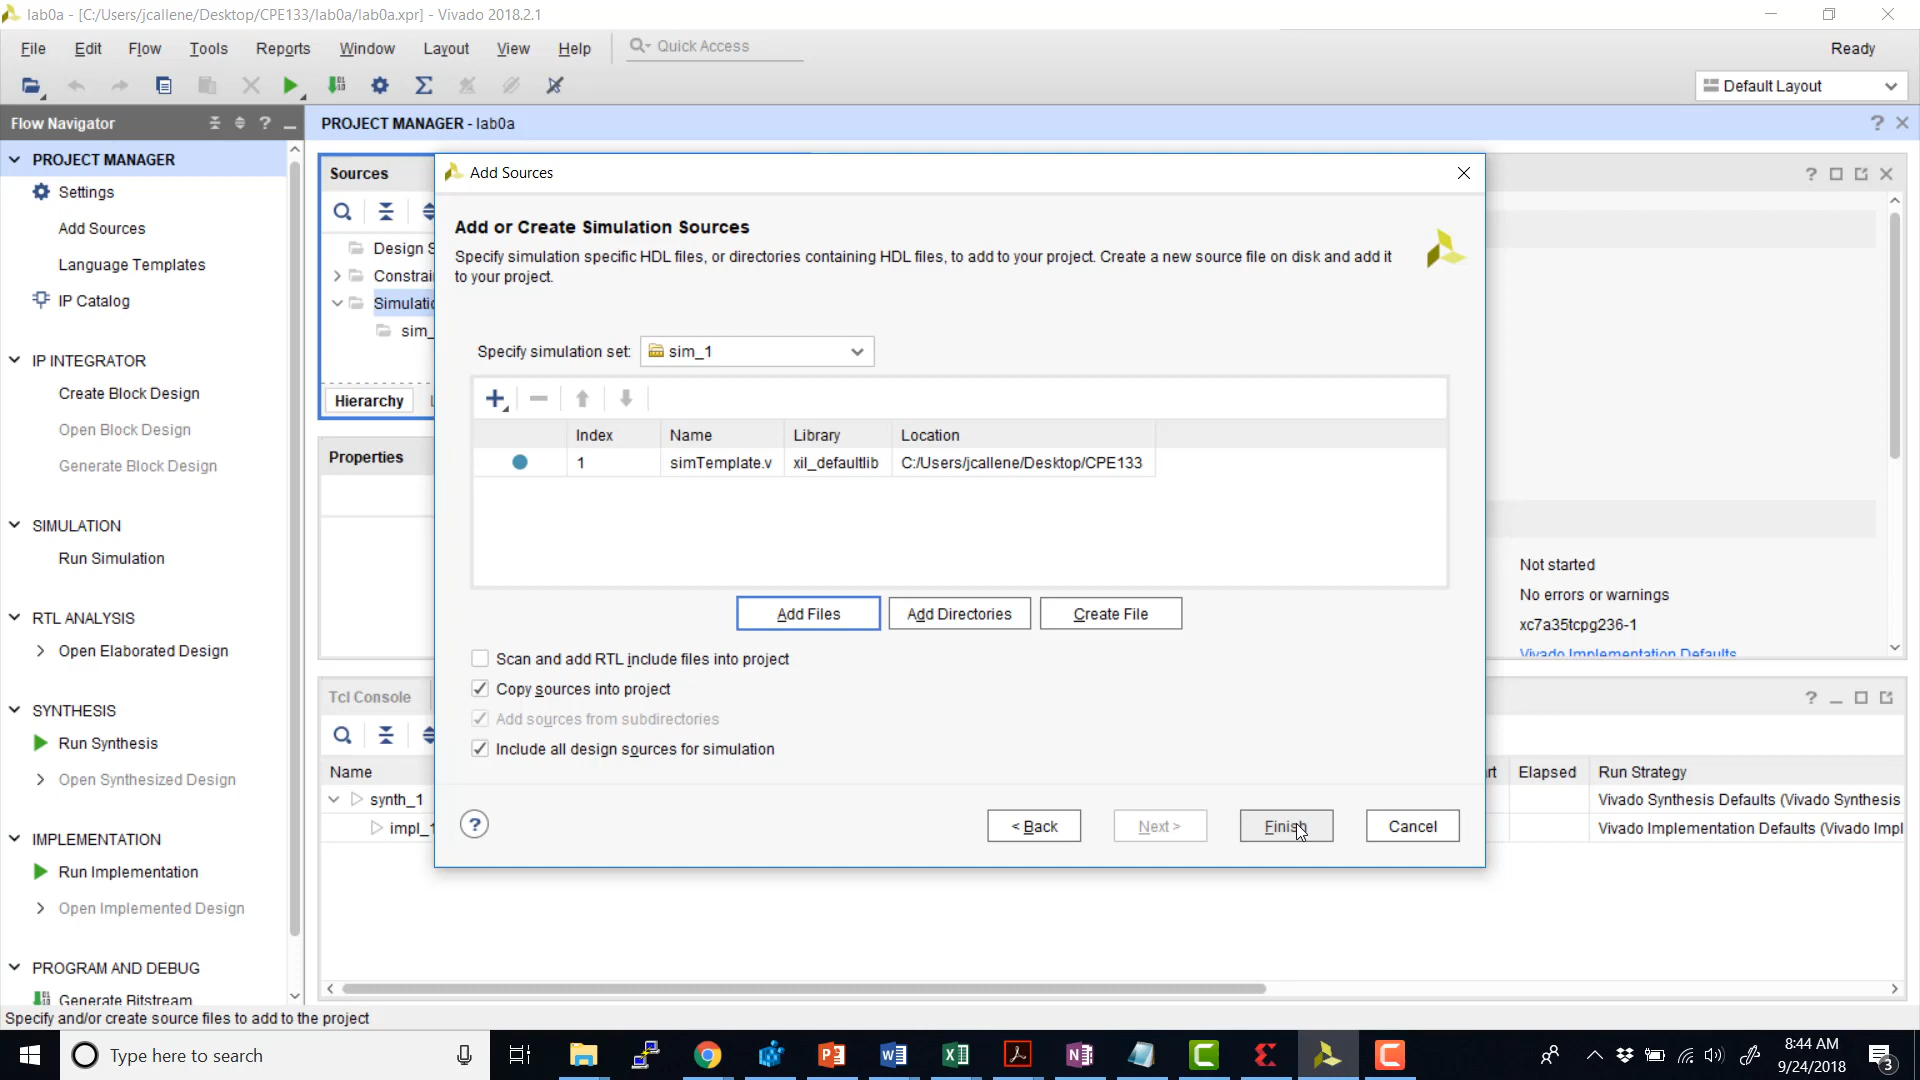 lab0a - [C:/Users/jcallene/Desktop/CPE133/lab0a/lab0a.xpr] - Vivado 2018.2.1
File Edit Flow Tools Reports Window Layout View Help Quick Access Ready
Default Layout
Flow Navigator
PROJECT MANAGER - lab0a
PROJECT MANAGER
Settings
Add Sources
Language Templates
IP Catalog
IP INTEGRATOR
Create Block Design
Open Block Design
Generate Block Design
SIMULATION
Run Simulation
RTL ANALYSIS
Open Elaborated Design
SYNTHESIS
Run Synthesis
Open Synthesized Design
IMPLEMENTATION
Run Implementation
Open Implemented Design
PROGRAM AND DEBUG
Generate Bitstream
Sources
Design S
Constrai
Simulatio
sim_
Hierarchy
Properties
Tcl Console
Name
synth_1
impl_1
Add Sources
Add or Create Simulation Sources
Specify simulation specific HDL files, or directories containing HDL files, to add to your project. Create a new source file on disk and add it
to your project.
Specify simulation set: sim_1
Index Name Library Location
1 simTemplate.v xil_defaultlib C:/Users/jcallene/Desktop/CPE133
Add Files Add Directories Create File
Scan and add RTL include files into project
Copy sources into project
Add sources from subdirectories
Include all design sources for simulation
< Back Next > Finish Cancel
Not started
No errors or warnings
xc7a35tcpg236-1
Vivado Implementation Defaults
rt Elapsed Run Strategy
Vivado Synthesis Defaults (Vivado Synthesis
Vivado Implementation Defaults (Vivado Impl
Specify and/or create source files to add to the project
Type here to search
8:44 AM
9/24/2018
3